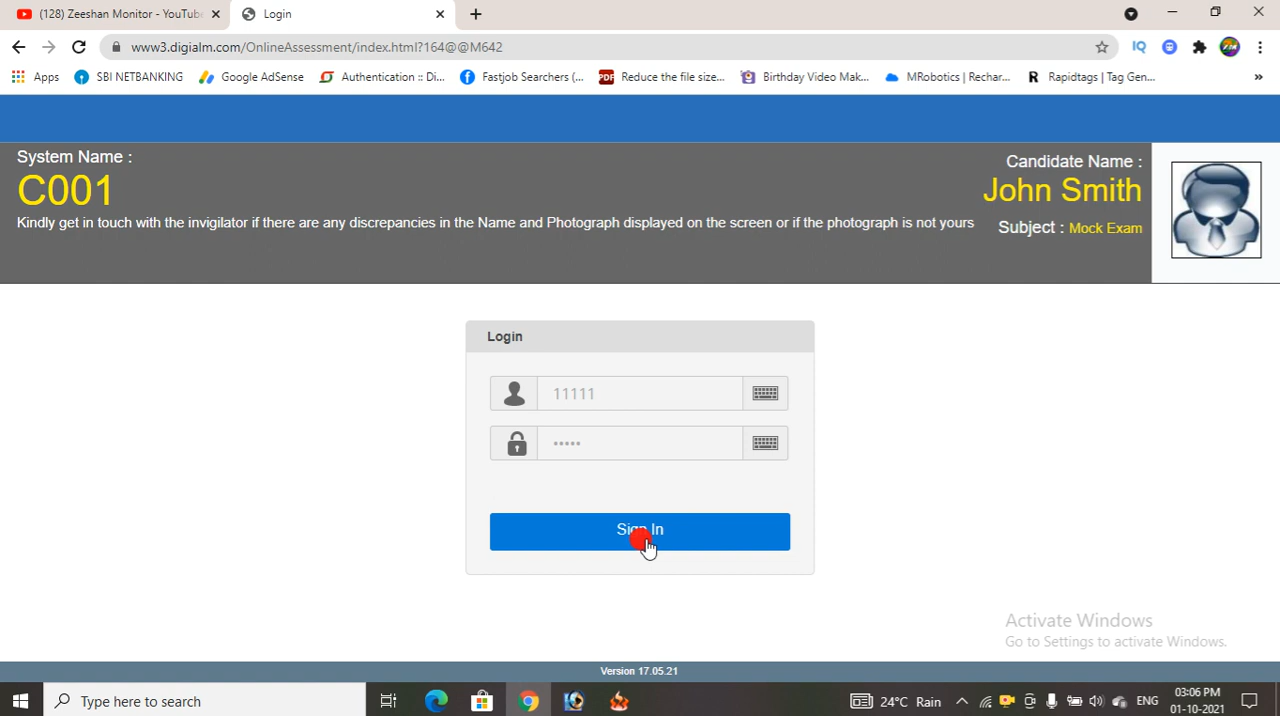 (128) Zeeshan Monitor - YouTube
Login
www3.digialm.com/OnlineAssessment/index.html?164@@M642
IQ
Apps
SBI NETBANKING
Google AdSense
Authentication :: Di...
Fastjob Searchers (...
PDF
Reduce the file size...
Birthday Video Mak...
MRobotics | Rechar...
R
Rapidtags | Tag Gen...
»
System Name :
C001
Kindly get in touch with the invigilator if there are any discrepancies in the Name and Photograph displayed on the screen or if the photograph is not yours
Candidate Name :
John Smith
Subject : Mock Exam
Login
11111
•••••
Sign In
Activate Windows
Go to Settings to activate Windows.
Version 17.05.21
Type here to search
24°C Rain
ENG
03:06 PM
01-10-2021